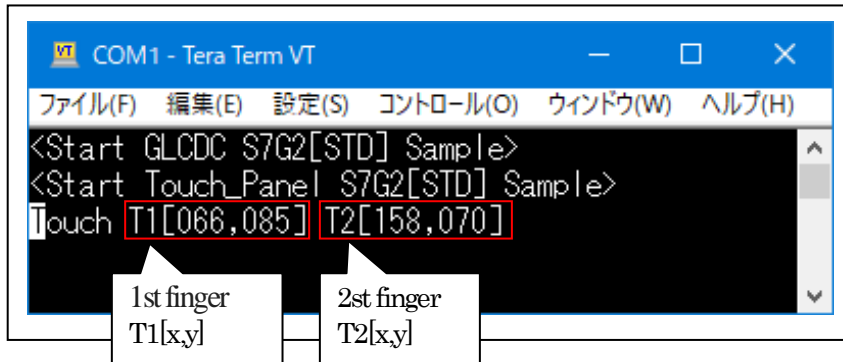 COM1 - Tera Term VT
ファイル(F) 編集(E) 設定(S) コントロール(O) ウィンドウ(W) ヘルプ(H)
<Start GLCDC S7G2[STD] Sample>
<Start Touch_Panel S7G2[STD] Sample>
Touch T1[066,085] T2[158,070]
1st finger
T1[x,y]
2st finger
T2[x,y]